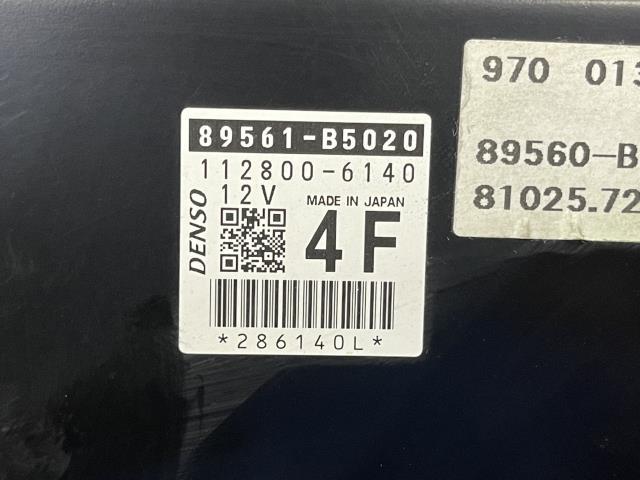 89561-B5020
112800-6140
12V
MADE IN JAPAN
DENSO
4F
*286140L*
970 013
89560-B
81025.72